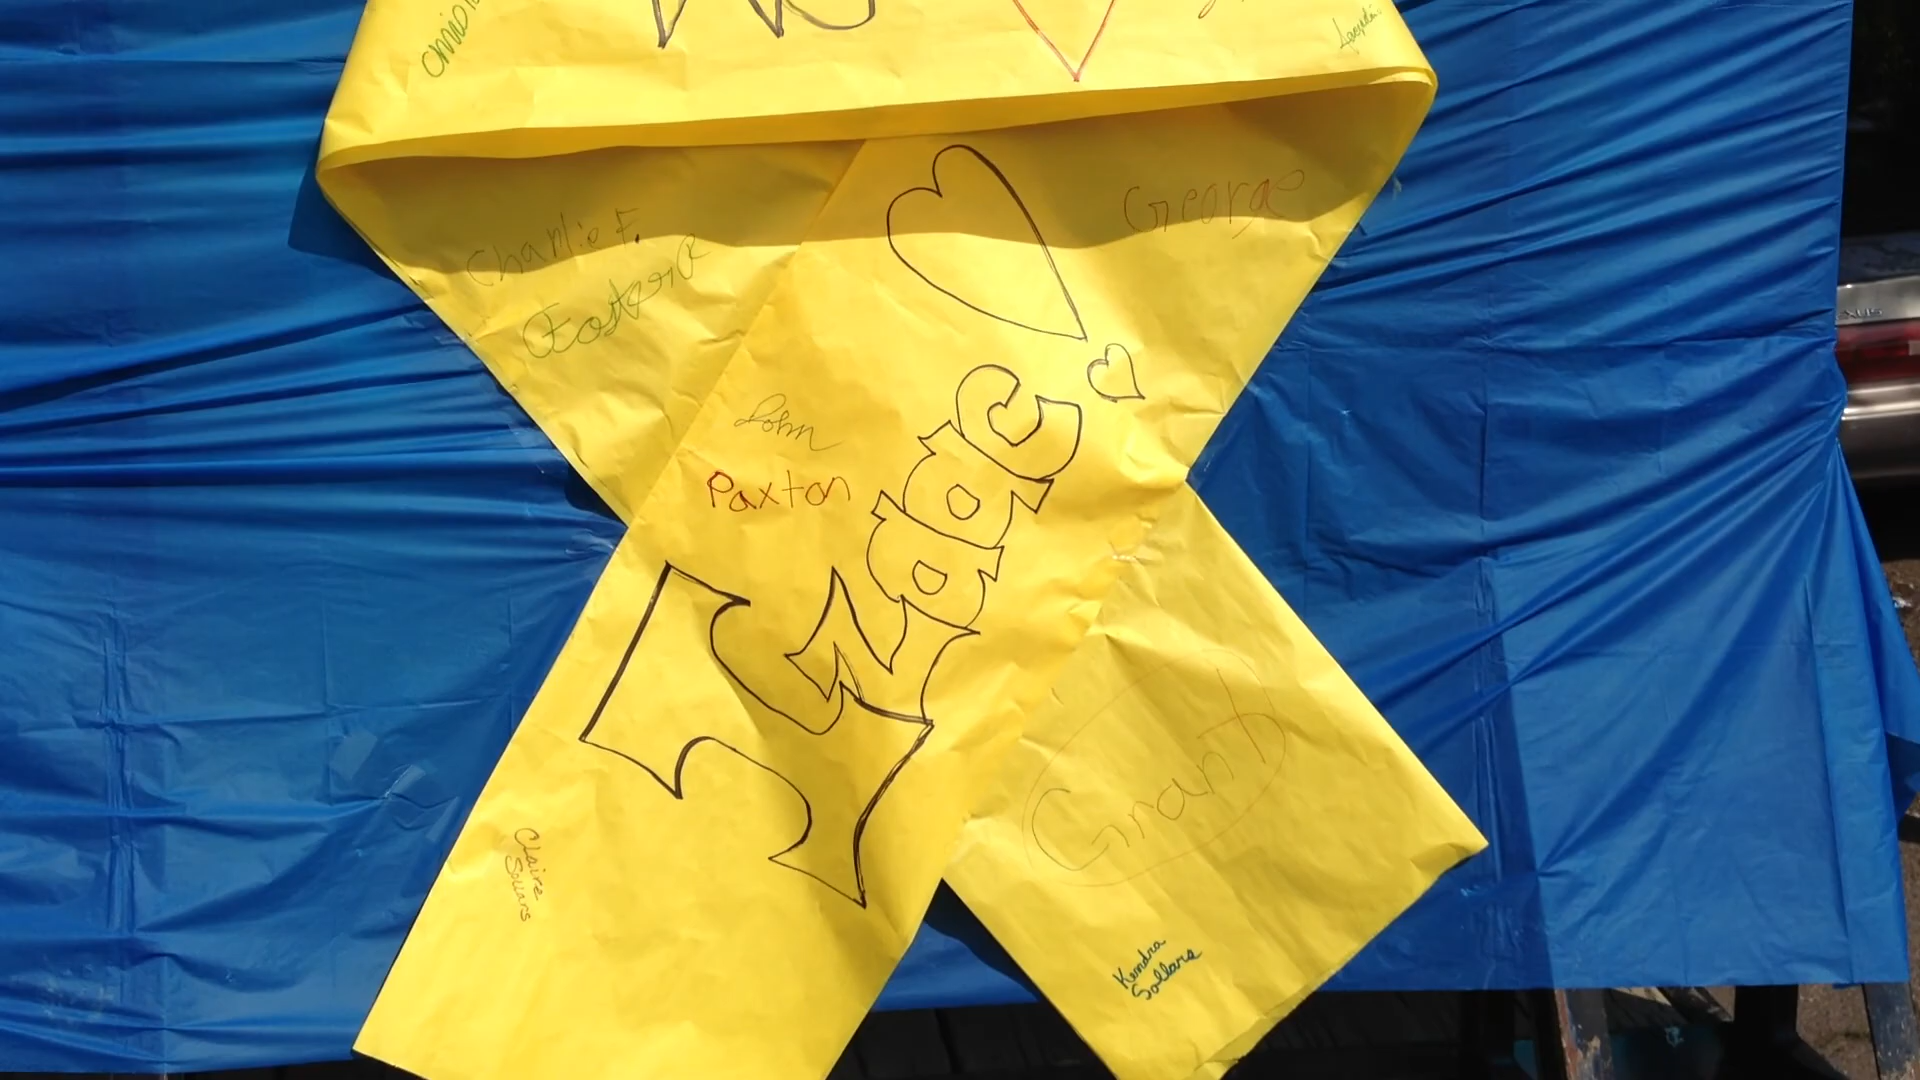 Charlie F.
Foster R
George
John
Paxton
Izaac
Grant
Claire
Sollars
Kendra
Sollars